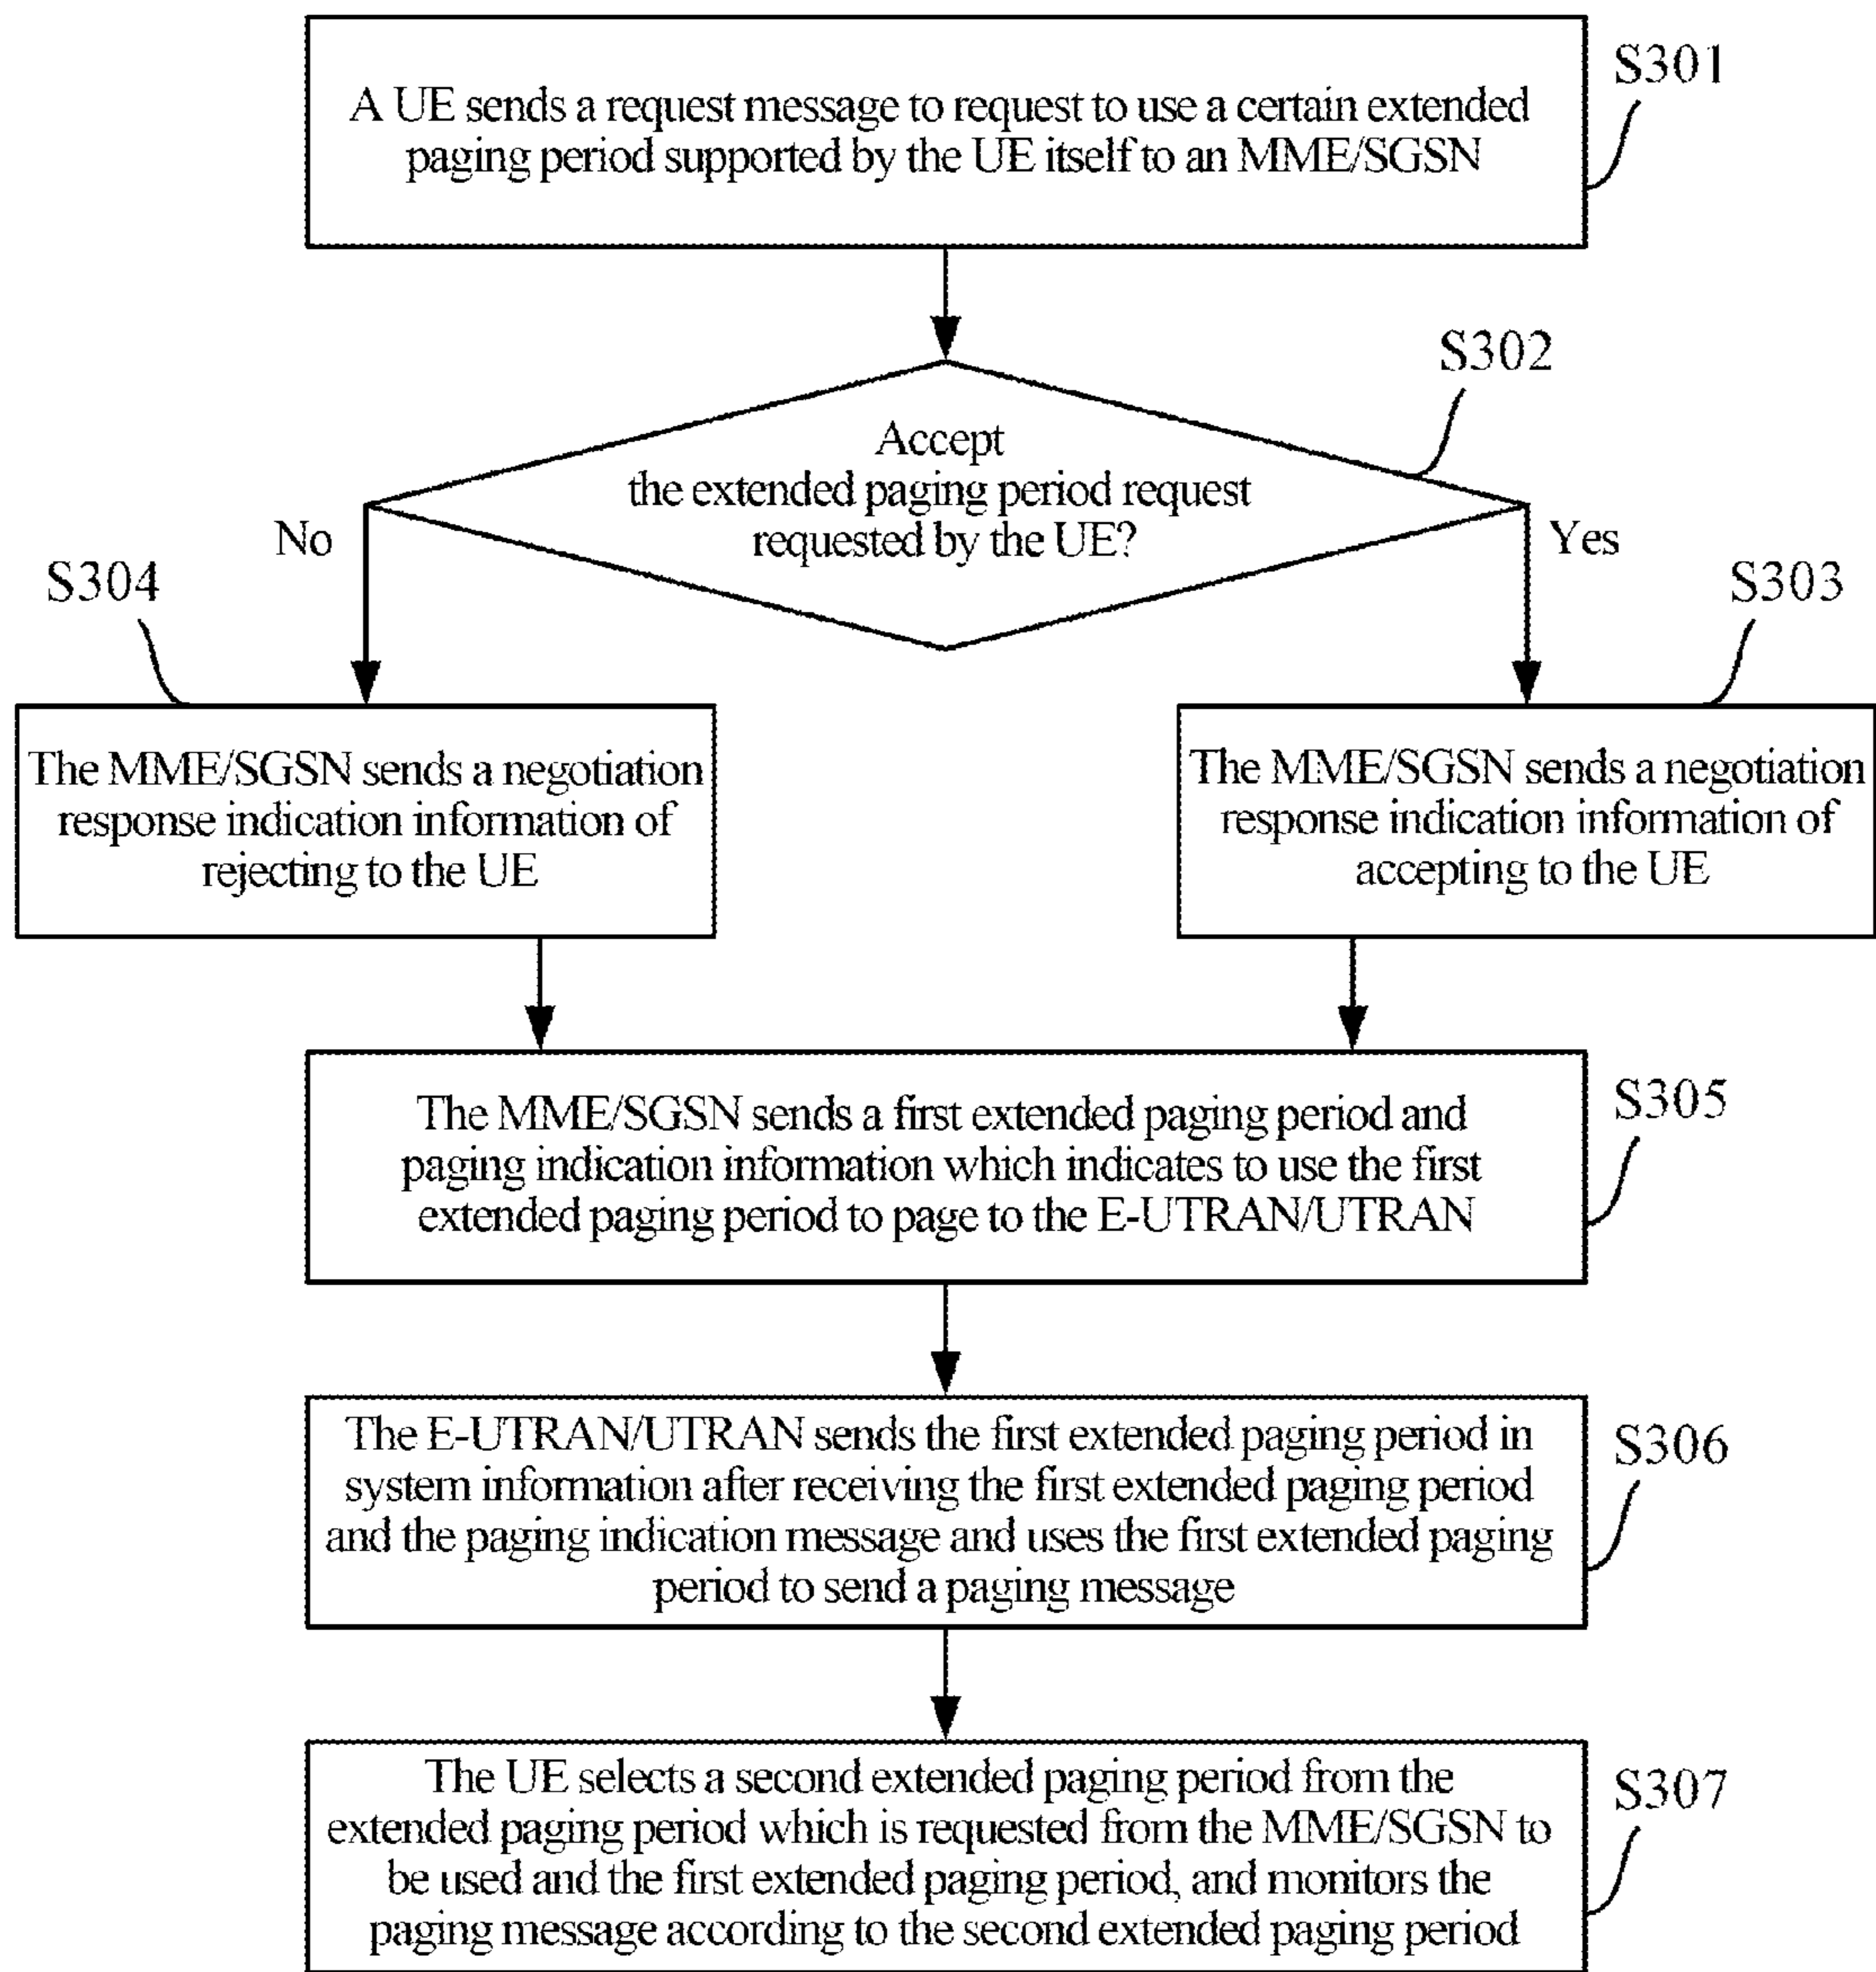 A UE sends a request message to request to use a certain extended
paging period supported by the UE itself to an MME/SGSN
S301
S302
Accept
the extended paging period request
requested by the UE?
No
Yes
S304
S303
The MME/SGSN sends a negotiation
response indication information of
rejecting to the UE
The MME/SGSN sends a negotiation
response indication information of
accepting to the UE
The MME/SGSN sends a first extended paging period and
paging indication information which indicates to use the first
extended paging period to page to the E-UTRAN/UTRAN
S305
The E-UTRAN/UTRAN sends the first extended paging period in
system information after receiving the first extended paging period
and the paging indication message and uses the first extended paging
period to send a paging message
S306
The UE selects a second extended paging period from the
extended paging period which is requested from the MME/SGSN to
be used and the first extended paging period, and monitors the
paging message according to the second extended paging period
S307